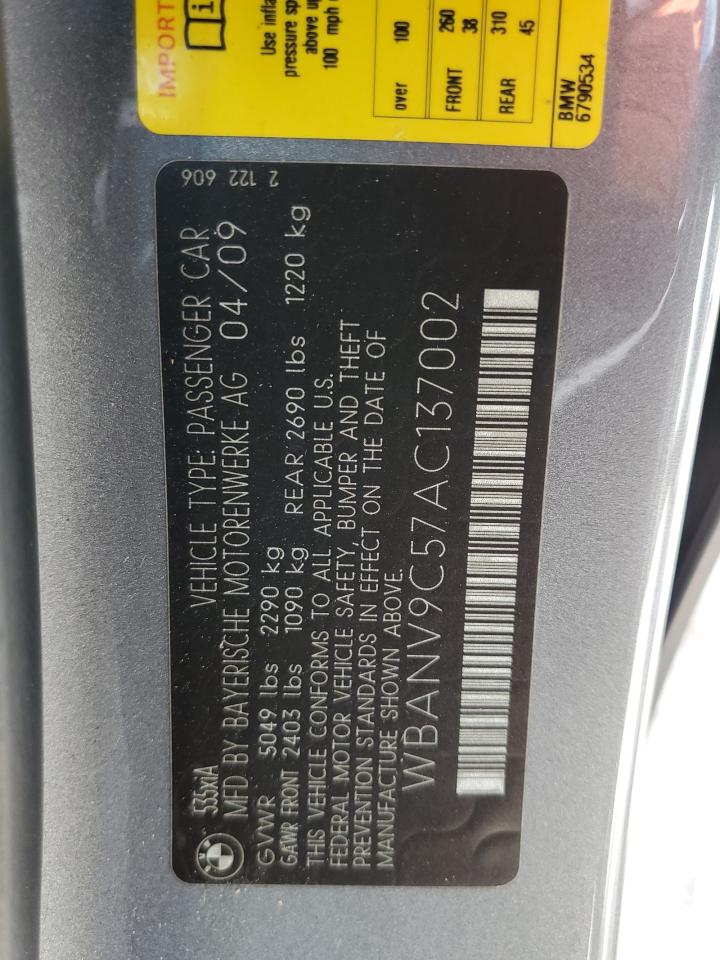 IMPORT
Use infla
pressure sp
above up
100 mph
over 100
FRONT 260
38
REAR 310
45
BMW
6790534
2 122 606
VEHICLE TYPE: PASSENGER CAR
MFD BY BAYERISCHE MOTORENWERKE AG 04/09
GVWR 5049 lbs 2290 kg
GAWR FRONT 2403 lbs 1090 kg REAR 2690 lbs 1220 kg
THIS VEHICLE CONFORMS TO ALL APPLICABLE U.S.
FEDERAL MOTOR VEHICLE SAFETY, BUMPER AND THEFT
PREVENTION STANDARDS IN EFFECT ON THE DATE OF
MANUFACTURE SHOWN ABOVE.
WBANV9C57AC137002